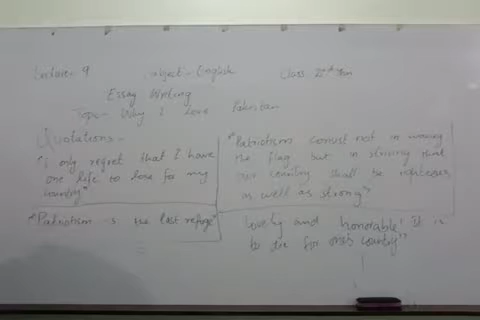 Lecture- 9 Subject- English Class 2nd Year
Essay Writing
Topic- Why I Love Pakistan
Quotations-
"I only regret that I have
one life to lose for my
country"
"Patriotism is the last refuge"
"Patriotism consist not in waving
the flag but in striving that
our country shall be righteous
as well as strong"
lovely and honorable it is
to die for one's country"